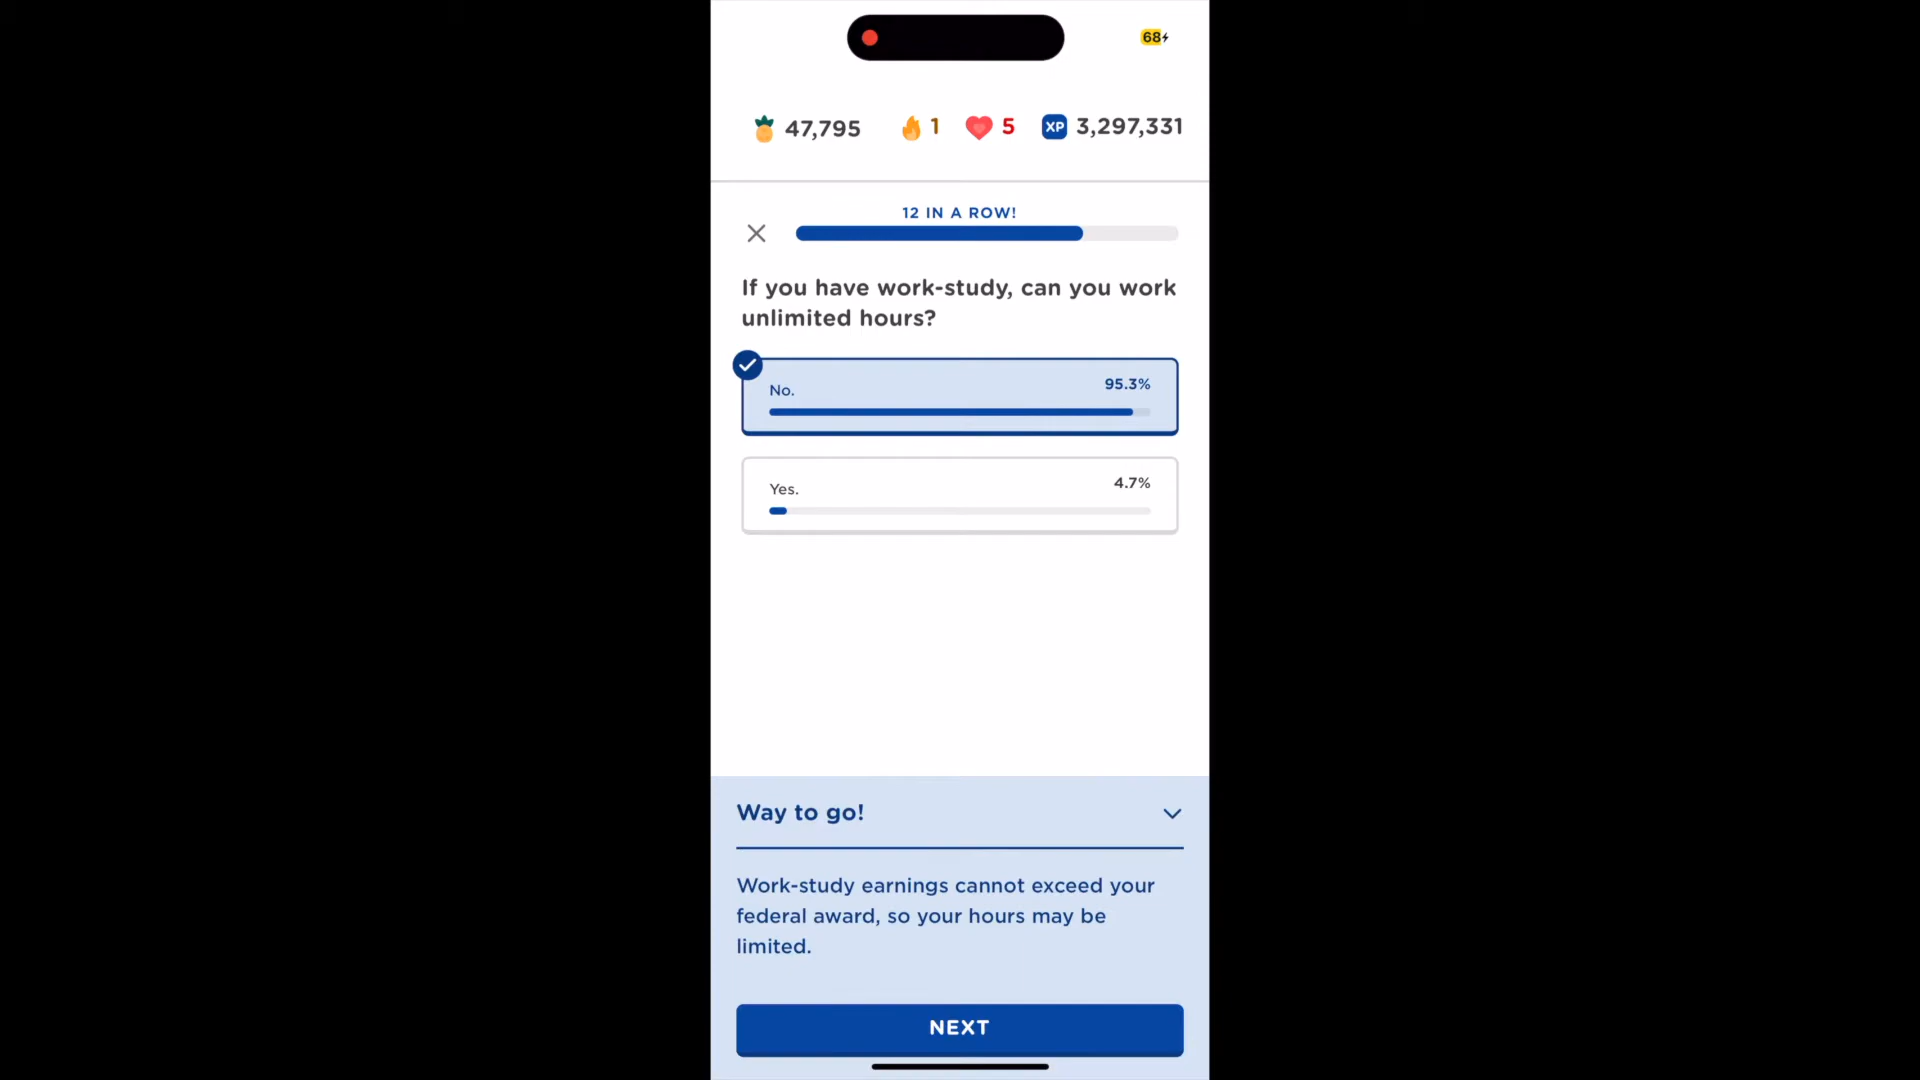 68
47,795 1 5 XP 3,297,331
12 IN A ROW!
If you have work-study, can you work
unlimited hours?
No. 95.3%
Yes. 4.7%
Way to go!
Work-study earnings cannot exceed your
federal award, so your hours may be
limited.
NEXT